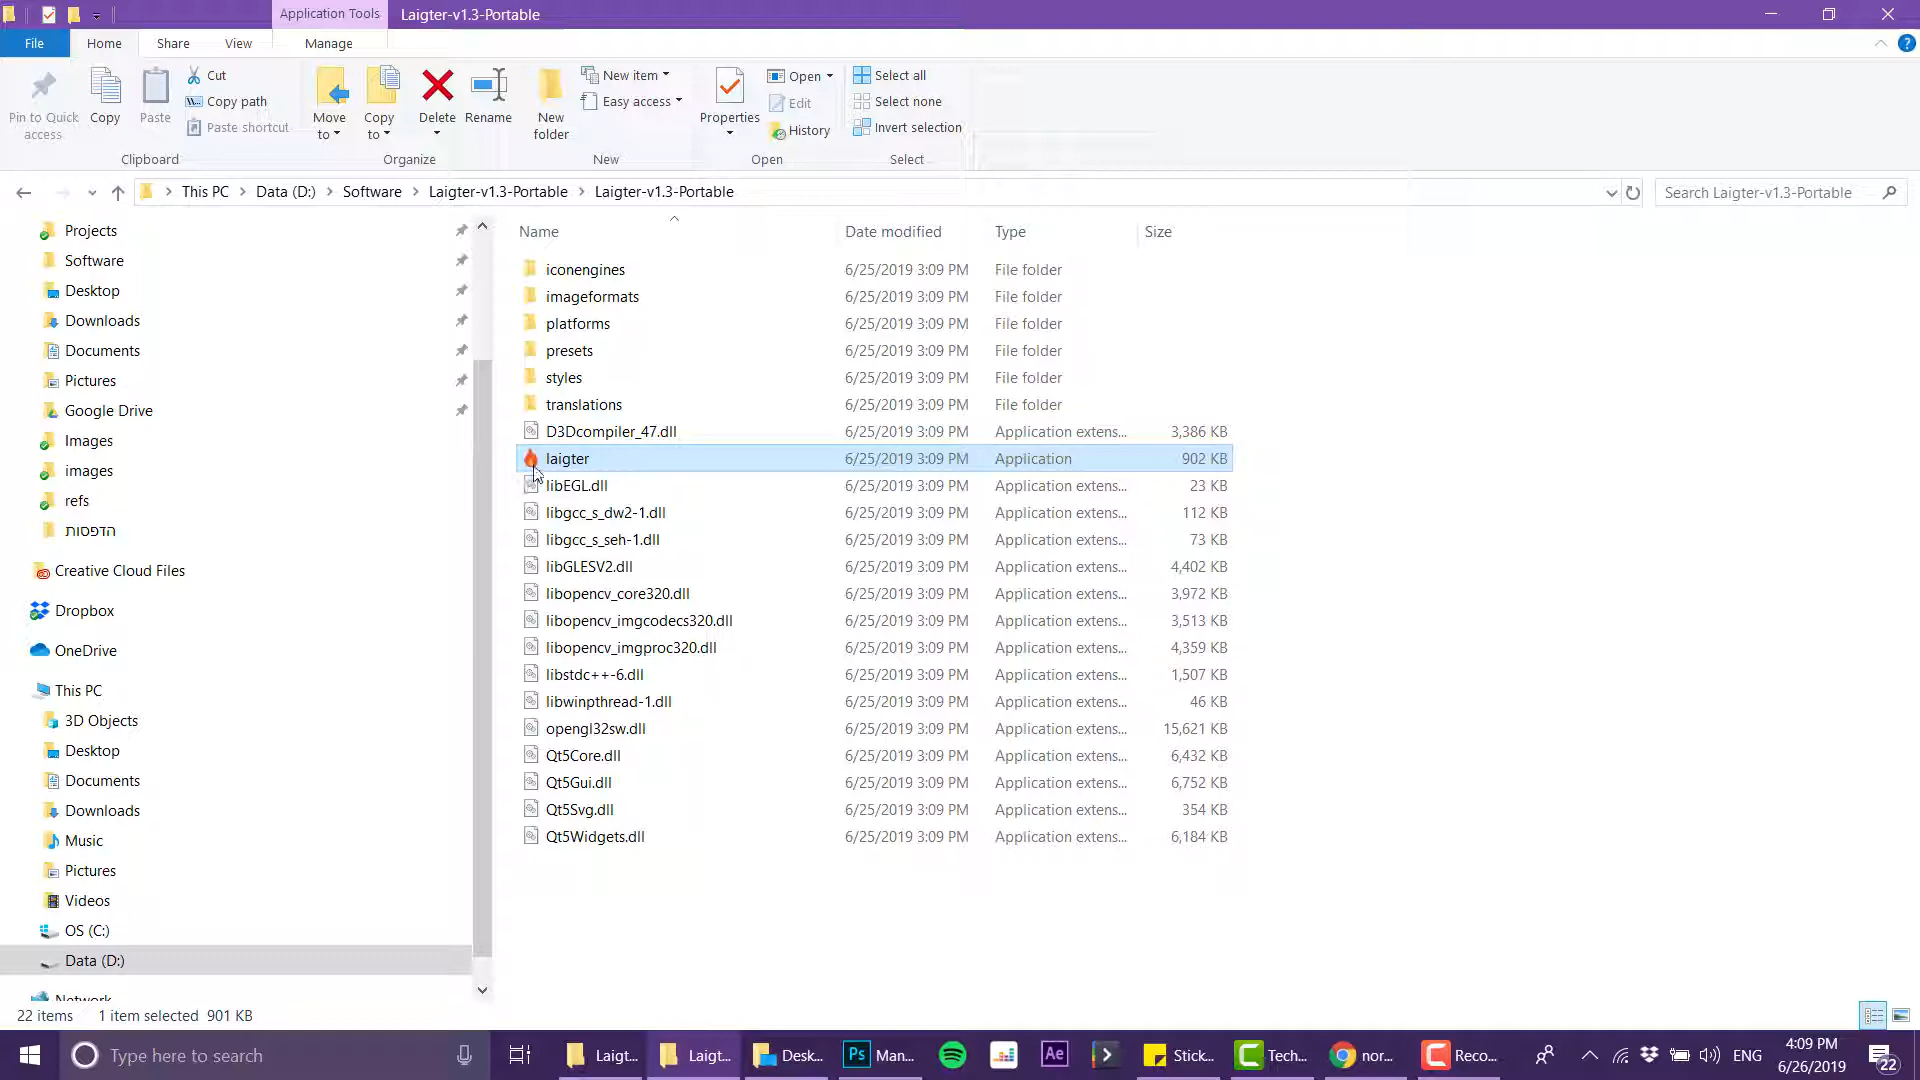 Application Tools
Laigter-v1.3-Portable
File
Home
Share
View
Manage
Pin to Quick access
Copy
Paste
Cut
Copy path
Paste shortcut
Clipboard
Move to
Copy to
Delete
Rename
Organize
New folder
New item
Easy access
New
Properties
Open
Edit
History
Open
Select all
Select none
Invert selection
Select
This PC
Data (D:)
Software
Laigter-v1.3-Portable
Laigter-v1.3-Portable
Search Laigter-v1.3-Portable
Projects
Software
Desktop
Downloads
Documents
Pictures
Google Drive
Images
images
refs
הדפסות
Creative Cloud Files
Dropbox
OneDrive
This PC
3D Objects
Desktop
Documents
Downloads
Music
Pictures
Videos
OS (C:)
Data (D:)
Network
Name Date modified Type Size
iconengines 6/25/2019 3:09 PM File folder
imageformats 6/25/2019 3:09 PM File folder
platforms 6/25/2019 3:09 PM File folder
presets 6/25/2019 3:09 PM File folder
styles 6/25/2019 3:09 PM File folder
translations 6/25/2019 3:09 PM File folder
D3Dcompiler_47.dll 6/25/2019 3:09 PM Application extens... 3,386 KB
laigter 6/25/2019 3:09 PM Application 902 KB
libEGL.dll 6/25/2019 3:09 PM Application extens... 23 KB
libgcc_s_dw2-1.dll 6/25/2019 3:09 PM Application extens... 112 KB
libgcc_s_seh-1.dll 6/25/2019 3:09 PM Application extens... 73 KB
libGLESV2.dll 6/25/2019 3:09 PM Application extens... 4,402 KB
libopencv_core320.dll 6/25/2019 3:09 PM Application extens... 3,972 KB
libopencv_imgcodecs320.dll 6/25/2019 3:09 PM Application extens... 3,513 KB
libopencv_imgproc320.dll 6/25/2019 3:09 PM Application extens... 4,359 KB
libstdc++-6.dll 6/25/2019 3:09 PM Application extens... 1,507 KB
libwinpthread-1.dll 6/25/2019 3:09 PM Application extens... 46 KB
opengl32sw.dll 6/25/2019 3:09 PM Application extens... 15,621 KB
Qt5Core.dll 6/25/2019 3:09 PM Application extens... 6,432 KB
Qt5Gui.dll 6/25/2019 3:09 PM Application extens... 6,752 KB
Qt5Svg.dll 6/25/2019 3:09 PM Application extens... 354 KB
Qt5Widgets.dll 6/25/2019 3:09 PM Application extens... 6,184 KB
22 items 1 item selected 901 KB
Type here to search
Laigt...
Laigt...
Desk...
Ps
Man...
Ae
Stick...
Tech...
nor...
Reco...
ENG
4:09 PM
6/26/2019
22